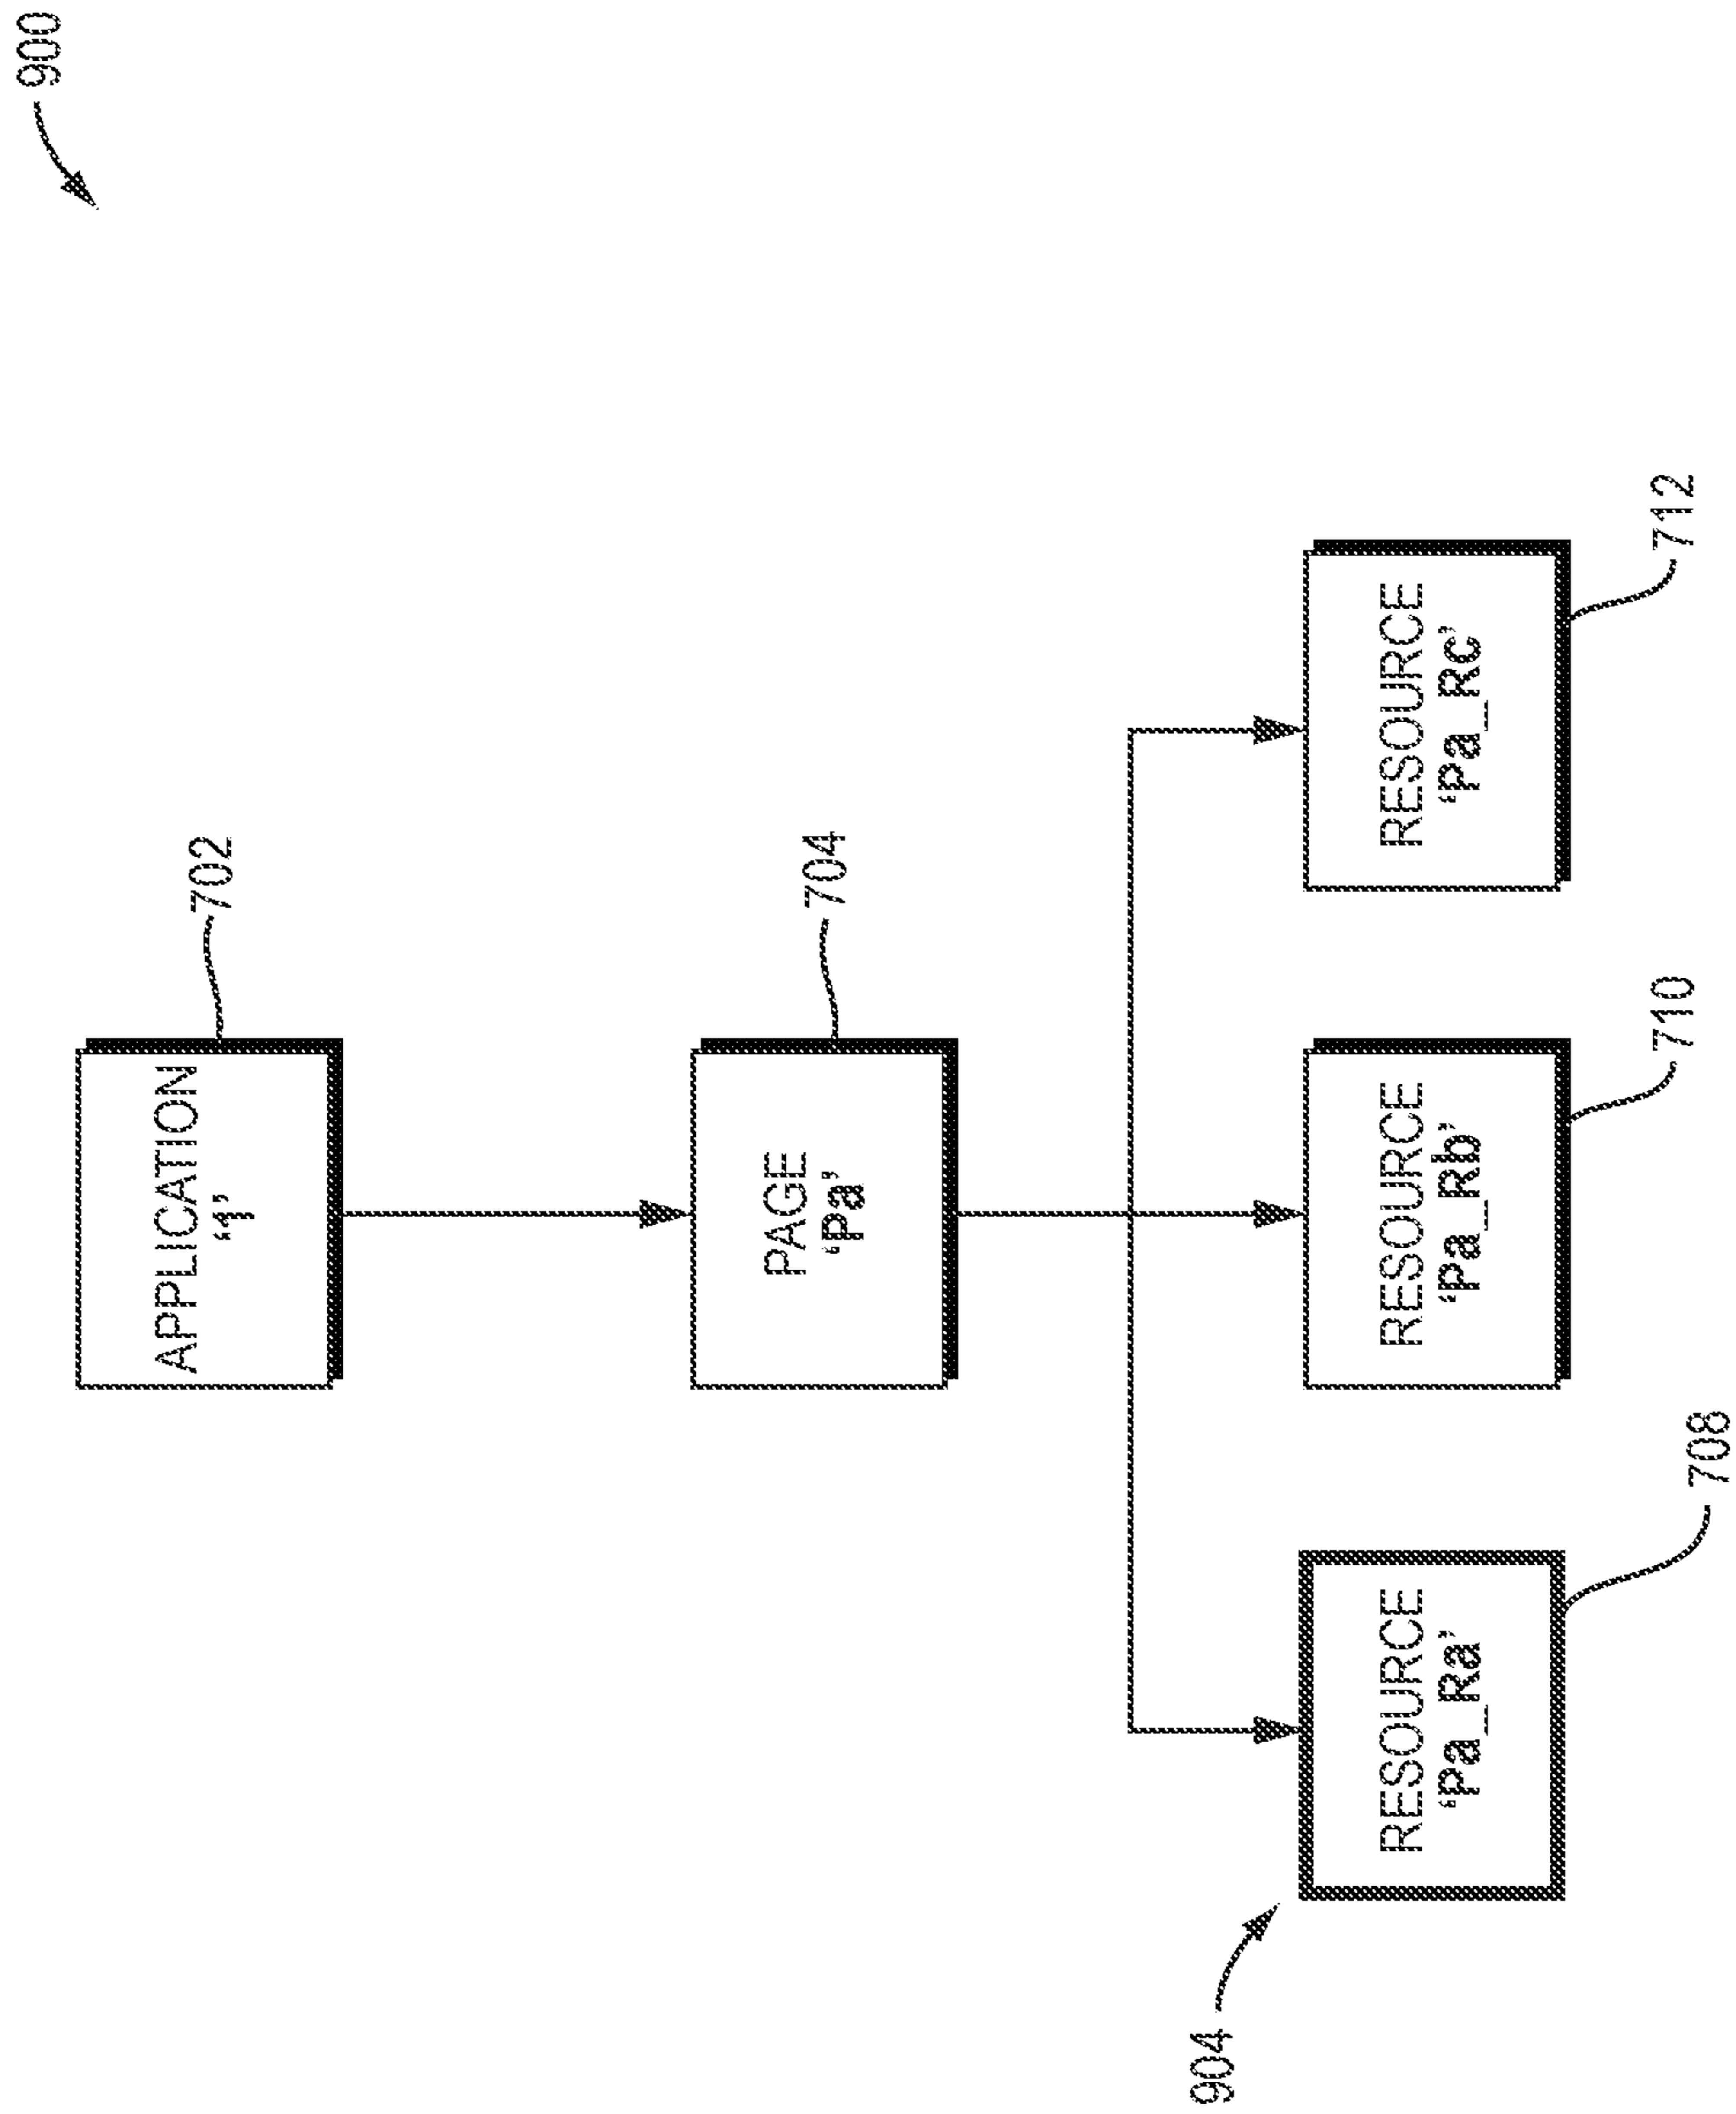 900
APPLICATION
‘1’
702
PAGE
‘Pa’
704
904
RESOURCE
‘Pa_Ra’
708
RESOURCE
‘Pa_Rb’
710
RESOURCE
‘Pa_Rc’
712